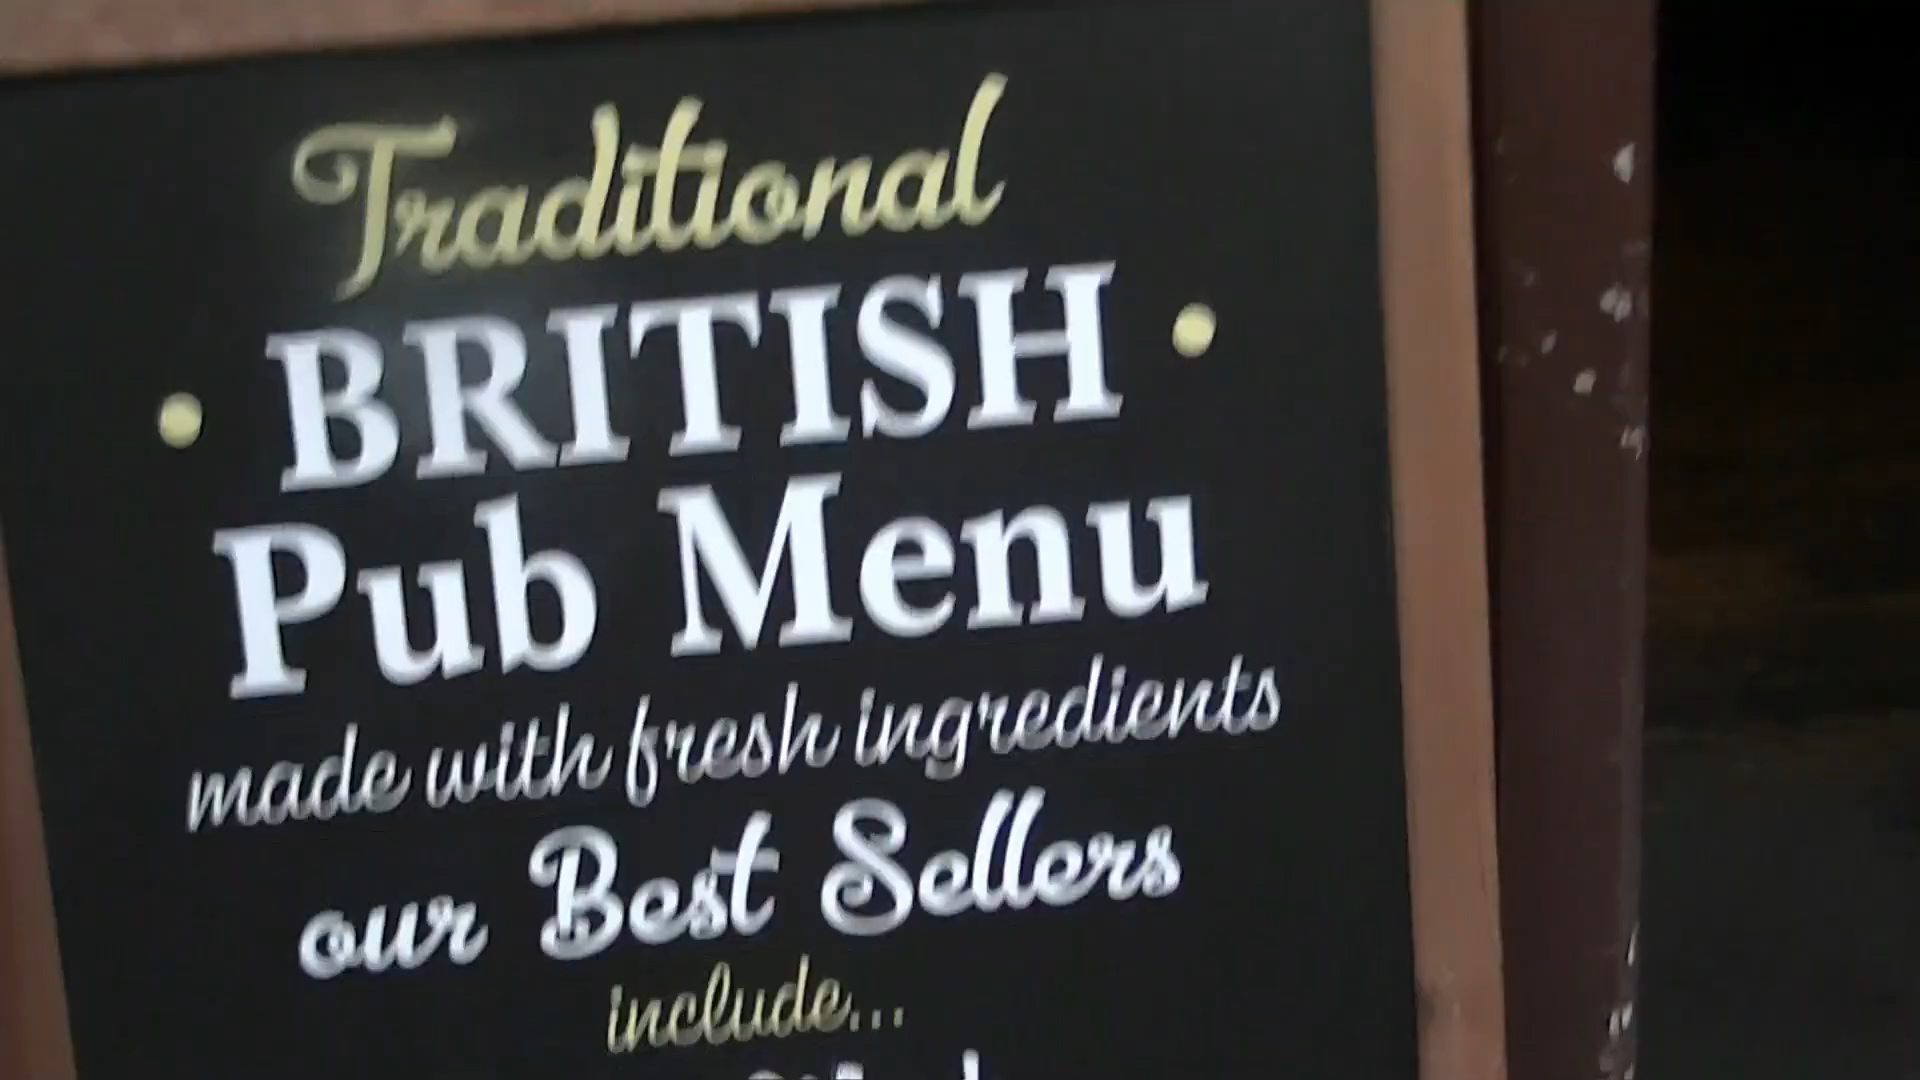 Traditional
• BRITISH •
Pub Menu
made with fresh ingredients
our Best Sellers
include...